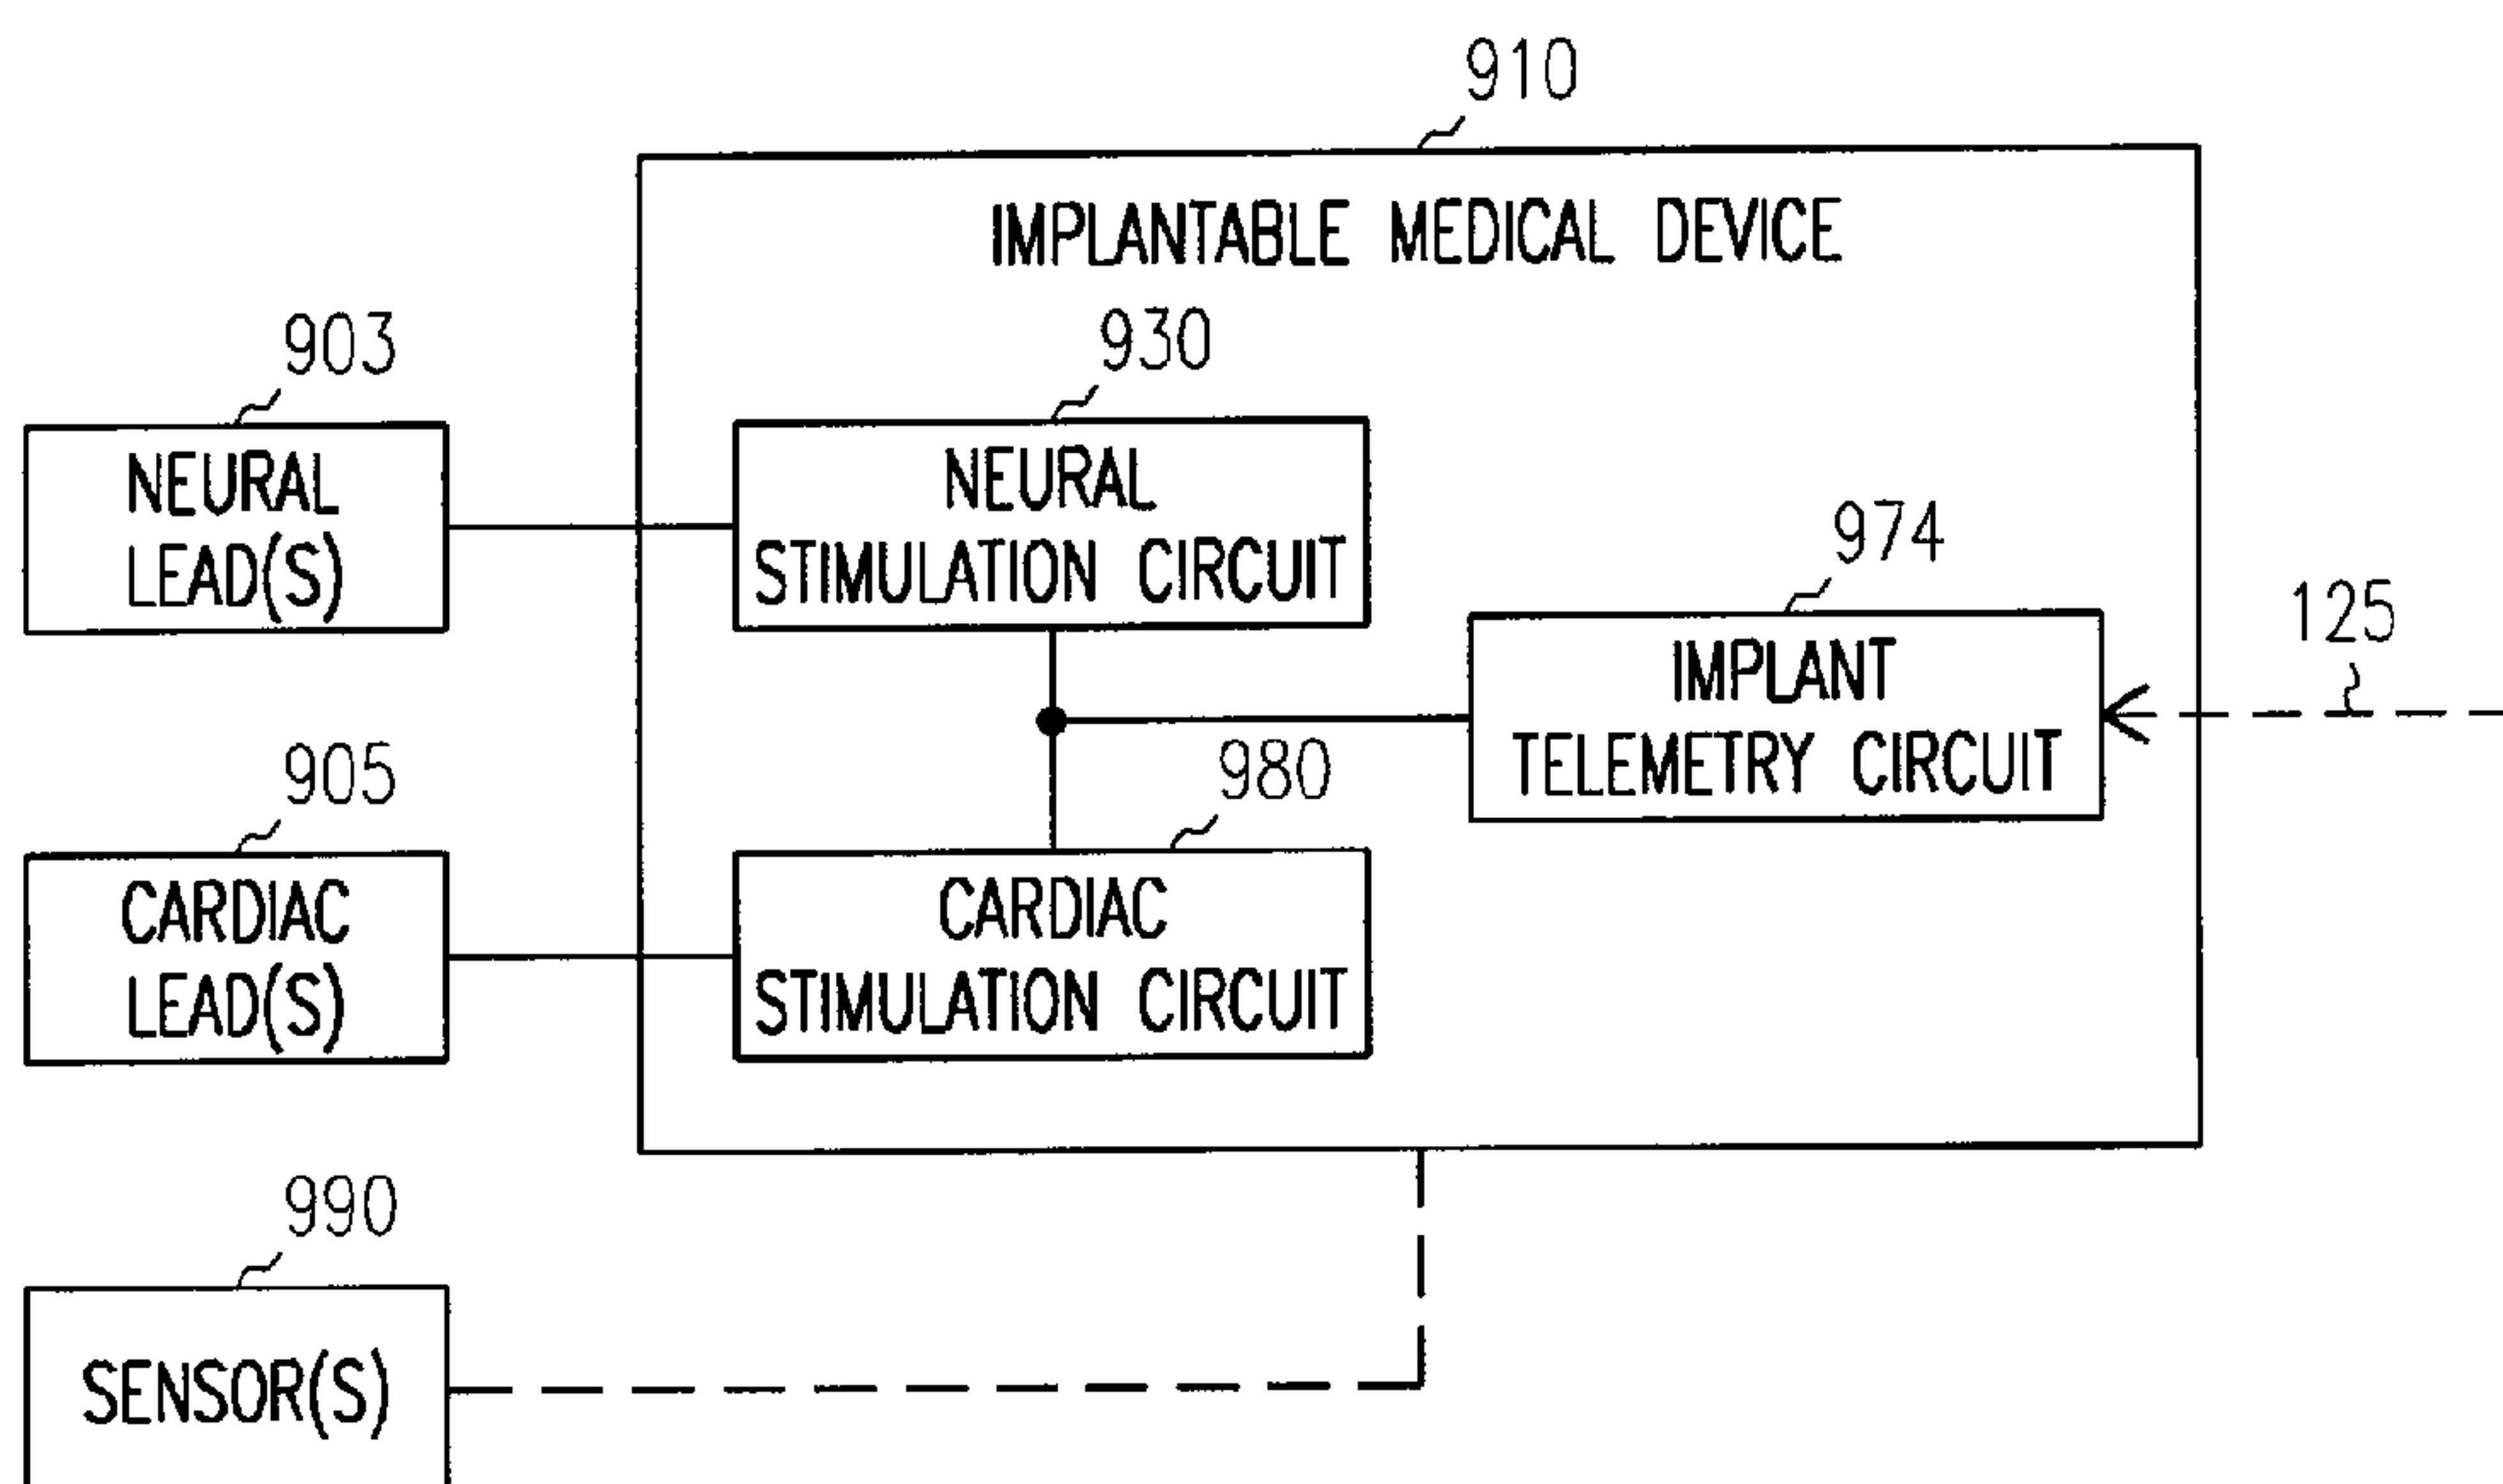 910
IMPLANTABLE MEDICAL DEVICE
903
930
NEURAL
LEAD(S)
NEURAL
STIMULATION CIRCUIT
974
125
IMPLANT
TELEMETRY CIRCUIT
905
980
CARDIAC
LEAD(S)
CARDIAC
STIMULATION CIRCUIT
990
SENSOR(S)